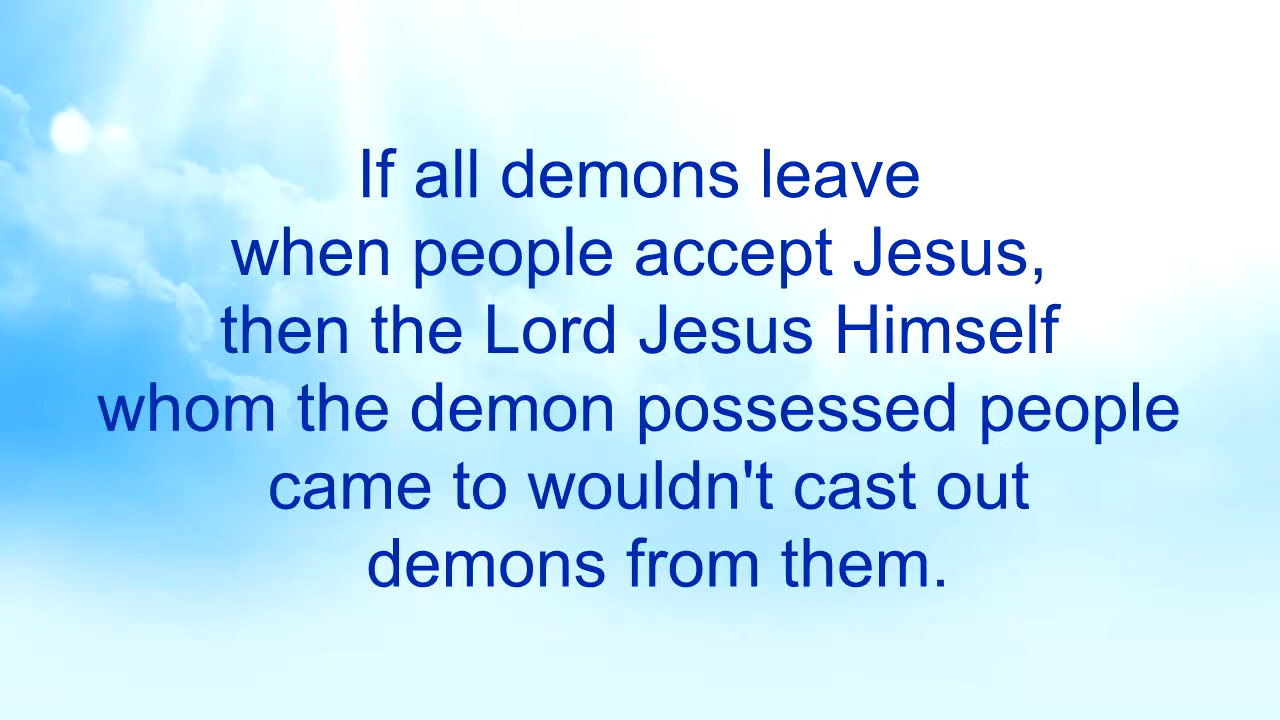 If all demons leave
when people accept Jesus,
then the Lord Jesus Himself
whom the demon possessed people
came to wouldn't cast out
demons from them.